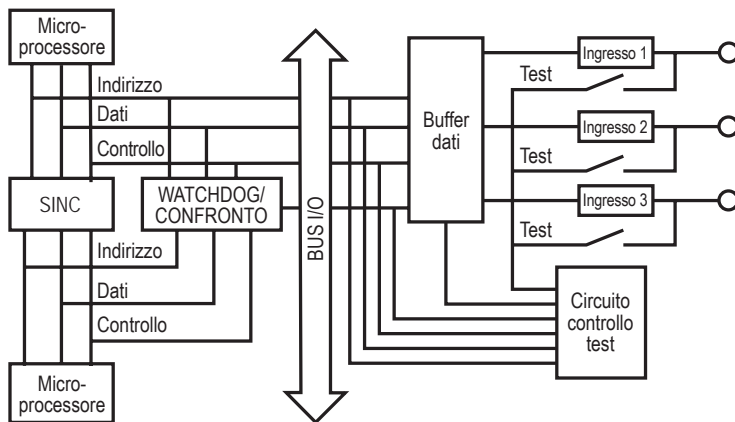 Micro-
processore
Indirizzo
Dati
Controllo
SINC
WATCHDOG/
CONFRONTO
Indirizzo
Dati
Controllo
Micro-
processore
BUS I/O
Buffer
dati
Ingresso 1
Test
Ingresso 2
Test
Ingresso 3
Test
Circuito
controllo
test